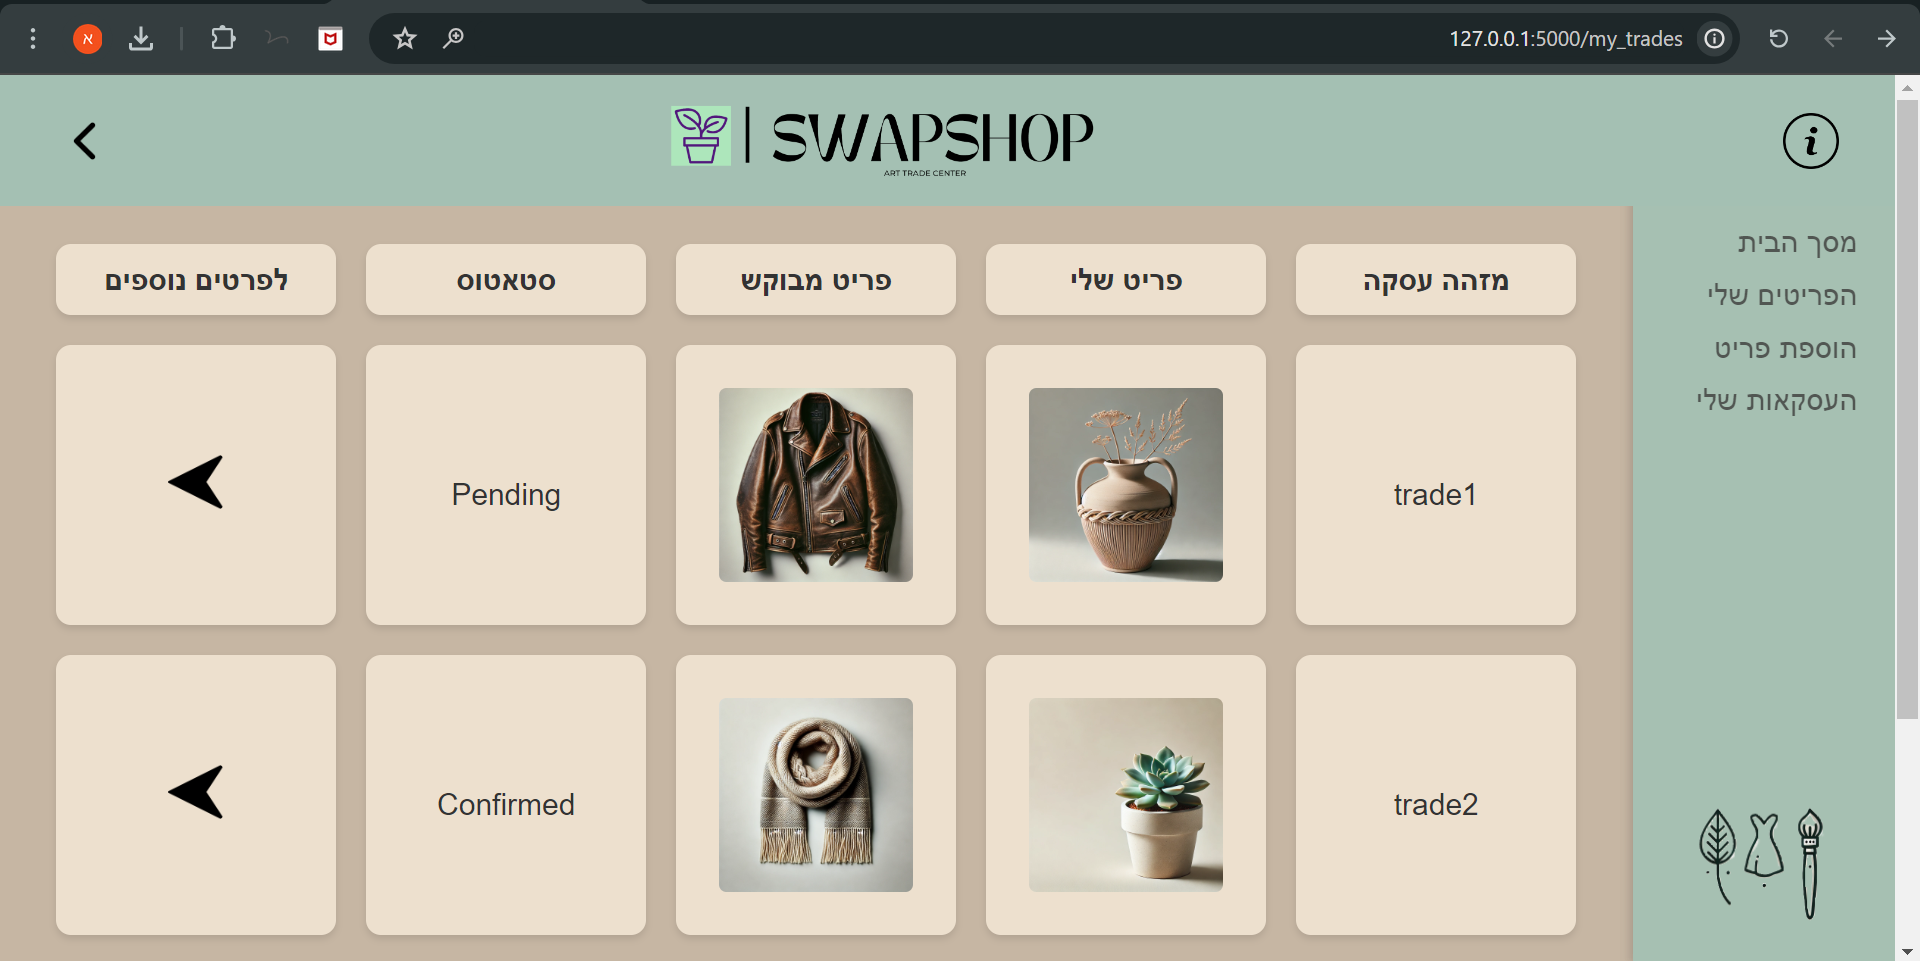 127.0.0.1:5000/my_trades
א
SWAPSHOP
ART TRADE CENTER
i
מסך הבית
הפריטים שלי
הוספת פריט
העסקאות שלי
מזהה עסקה
פריט שלי
פריט מבוקש
סטאטוס
לפרטים נוספים
trade1
Pending
trade2
Confirmed